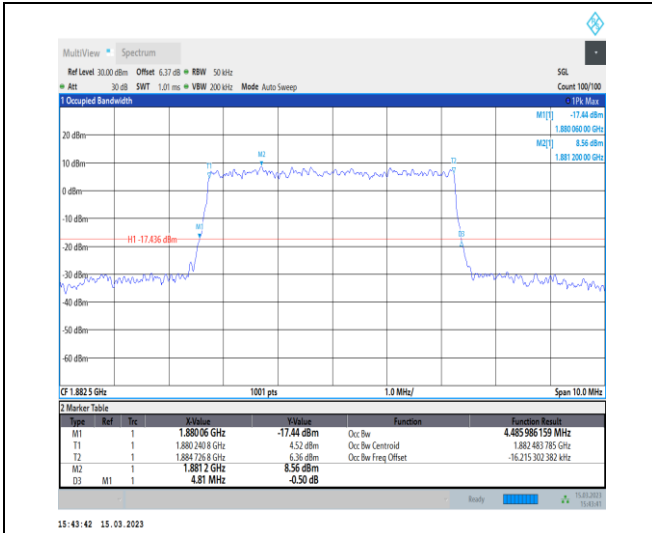 MultiView Spectrum
Ref Level 30.00 dBm Offset 6.37 dB RBW 50 kHz SGL
Att 30 dB SWT 1.01 ms VBW 200 kHz Mode Auto Sweep Count 100/100
1 Occupied Bandwidth 1Pk Max
M1[1] -17.44 dBm
1.880 060 00 GHz
M2[1] 8.56 dBm
1.881 200 00 GHz
20 dBm
M2
T1
T2
10 dBm
0 dBm
-10 dBm
M1
D3
H1 -17.436 dBm
-30 dBm
-40 dBm
-50 dBm
-60 dBm
CF 1.882 5 GHz 1001 pts 1.0 MHz/ Span 10.0 MHz
2 Marker Table
Type Ref Trc X-Value Y-Value Function Function Result
M1 1 1.88006 GHz -17.44 dBm Occ Bw 4.485 986 159 MHz
T1 1 1.880 240 8 GHz 4.52 dBm Occ Bw Centroid 1.882 483 785 GHz
T2 1 1.884 726 8 GHz 6.36 dBm Occ Bw Freq Offset -16.215 302 382 kHz
M2 1 1.881 2 GHz 8.56 dBm
D3 M1 1 4.81 MHz -0.50 dB
Ready 15.03.2023
15:43:41
15:43:42 15.03.2023